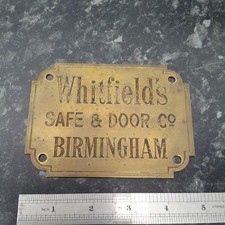 Whitfield's
SAFE & DOOR Co
BIRMINGHAM
1 2 3 4 5